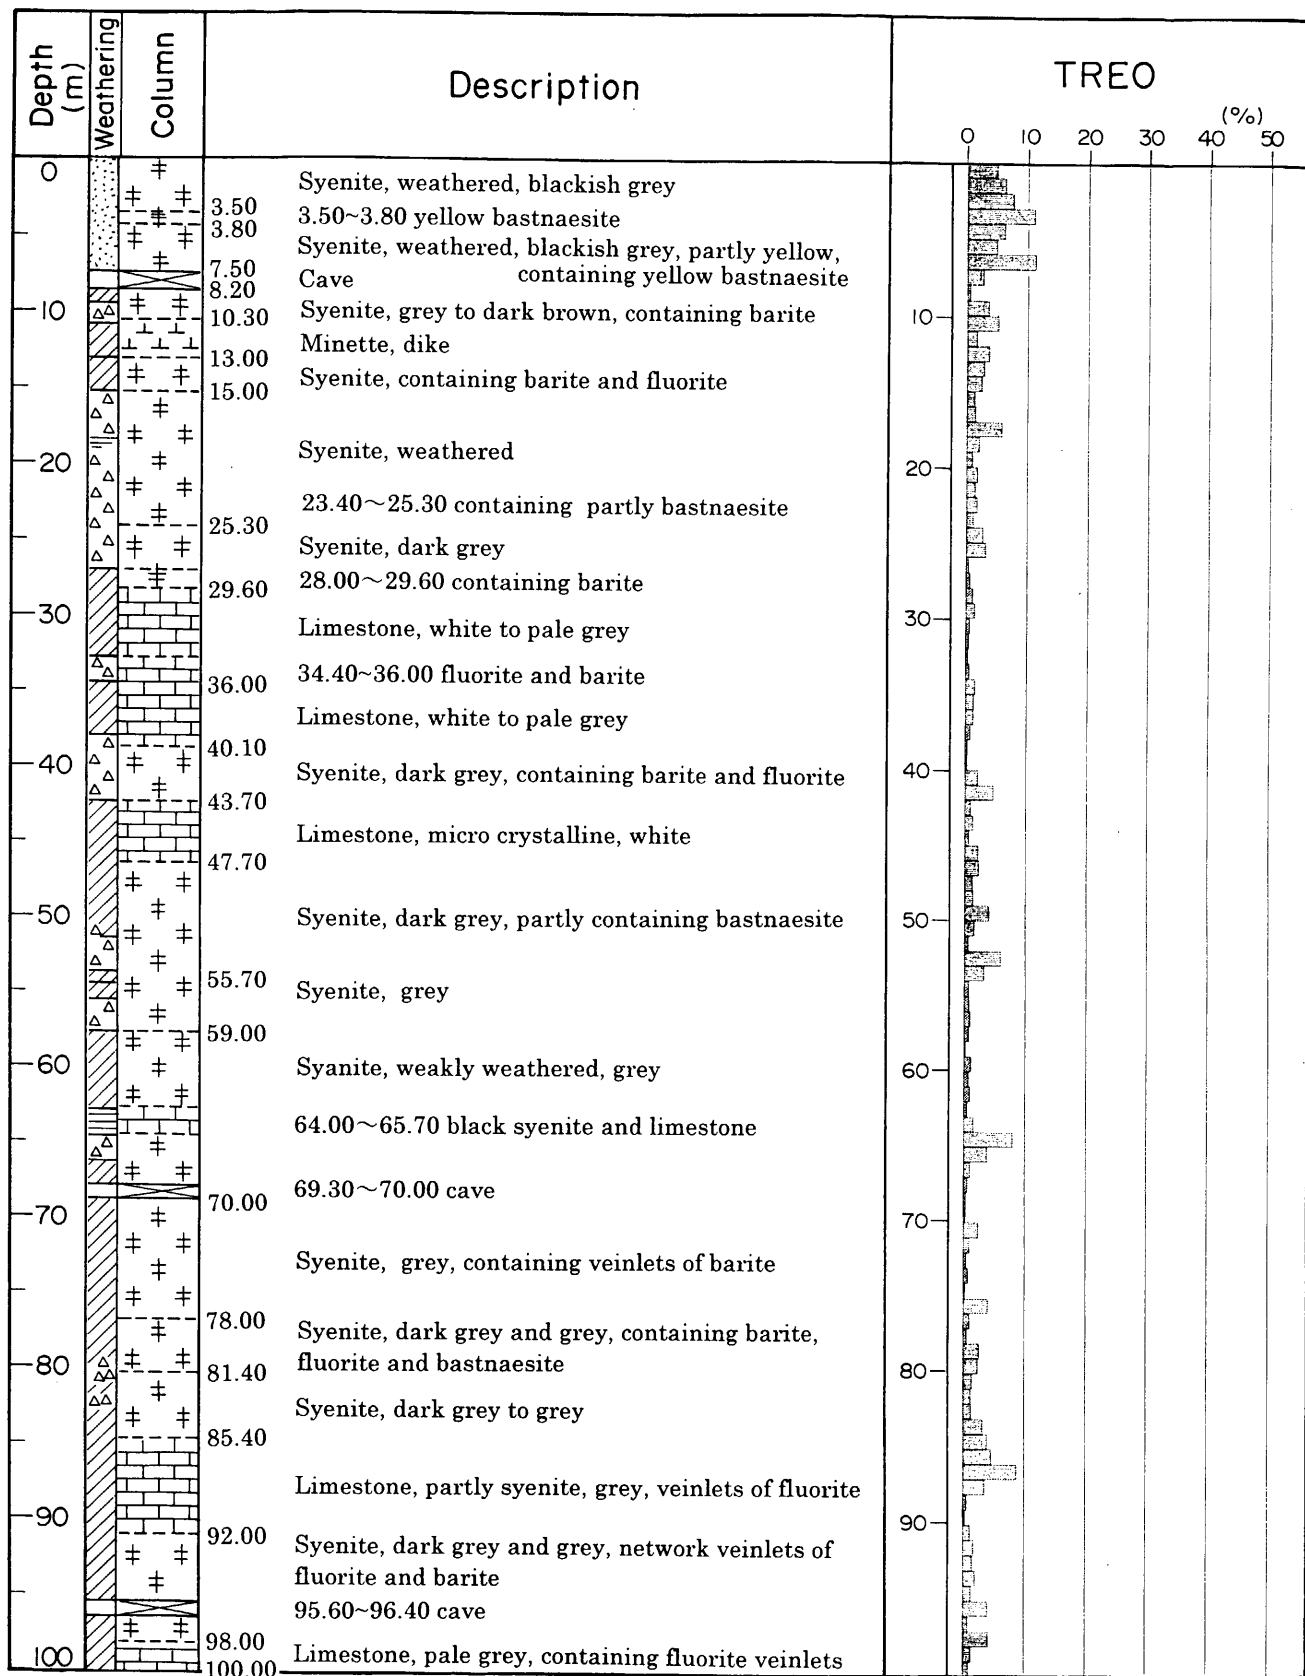 Depth (m)
Weathering
Column
Description
TREO
(%)
0 10 20 30 40 50
0
Syenite, weathered, blackish grey
3.50
3.50~3.80 yellow bastnaesite
3.80
Syenite, weathered, blackish grey, partly yellow,
containing yellow bastnaesite
7.50
Cave
8.20
10
Syenite, grey to dark brown, containing barite
10.30
Minette, dike
13.00
Syenite, containing barite and fluorite
15.00
Syenite, weathered
20
23.40~25.30 containing partly bastnaesite
25.30
Syenite, dark grey
28.00~29.60 containing barite
29.60
30
Limestone, white to pale grey
34.40~36.00 fluorite and barite
36.00
Limestone, white to pale grey
40.10
40
Syenite, dark grey, containing barite and fluorite
43.70
Limestone, micro crystalline, white
47.70
50
Syenite, dark grey, partly containing bastnaesite
55.70
Syenite, grey
59.00
60
Syanite, weakly weathered, grey
64.00~65.70 black syenite and limestone
69.30~70.00 cave
70.00
70
Syenite, grey, containing veinlets of barite
78.00
Syenite, dark grey and grey, containing barite,
fluorite and bastnaesite
80
81.40
Syenite, dark grey to grey
85.40
Limestone, partly syenite, grey, veinlets of fluorite
90
92.00
Syenite, dark grey and grey, network veinlets of
fluorite and barite
95.60~96.40 cave
98.00
Limestone, pale grey, containing fluorite veinlets
100
100.00
10
20
30
40
50
60
70
80
90